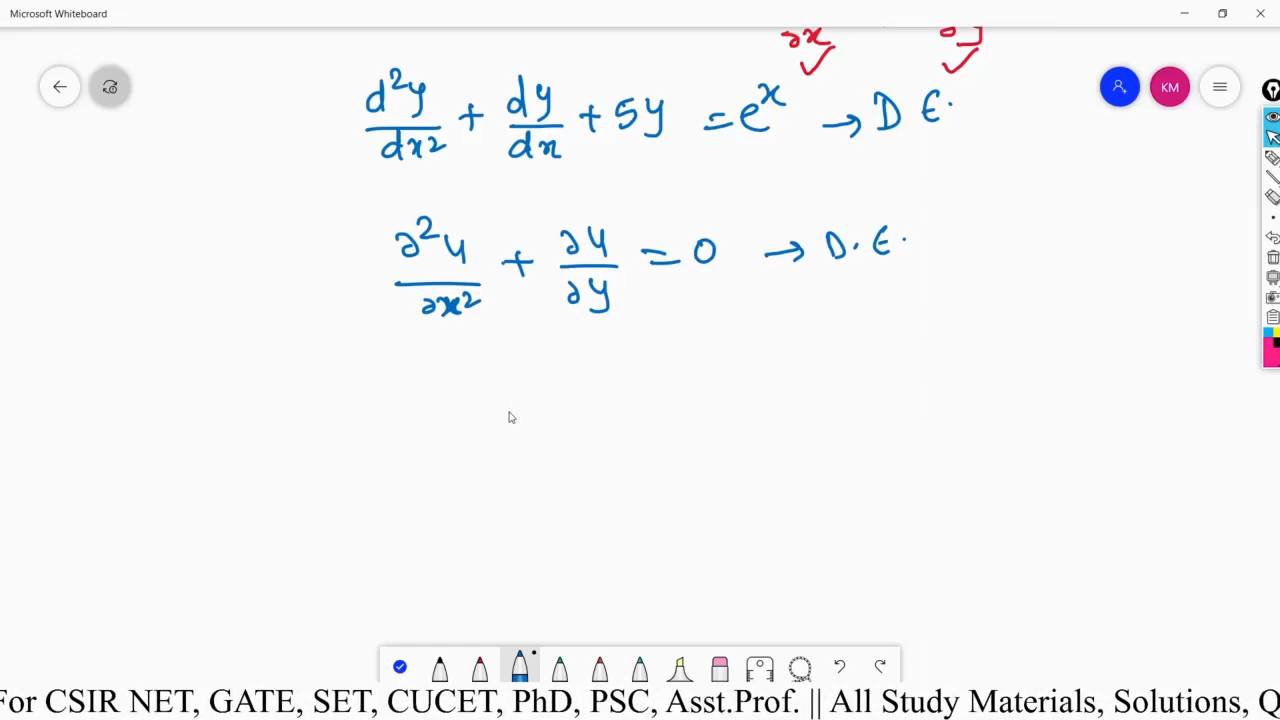 Microsoft Whiteboard
∂x
d²y/dx² + dy/dx + 5y = eˣ → D E.
KM
∂²u/∂x² + ∂u/∂y = 0 → D.E.
For CSIR NET, GATE, SET, CUCET, PhD, PSC, Asst.Prof. || All Study Materials, Solutions, Q